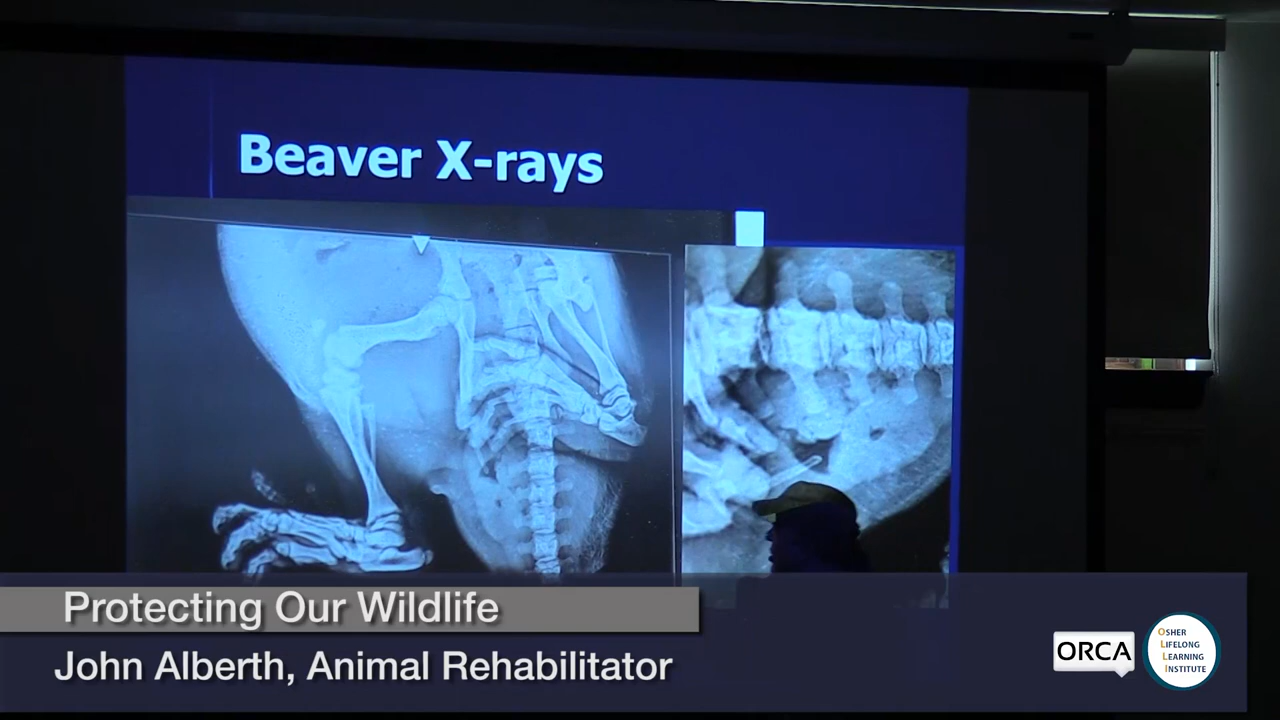 Beaver X-rays
Protecting Our Wildlife
John Alberth, Animal Rehabilitator
ORCA
OSHER
LIFELONG
LEARNING
INSTITUTE